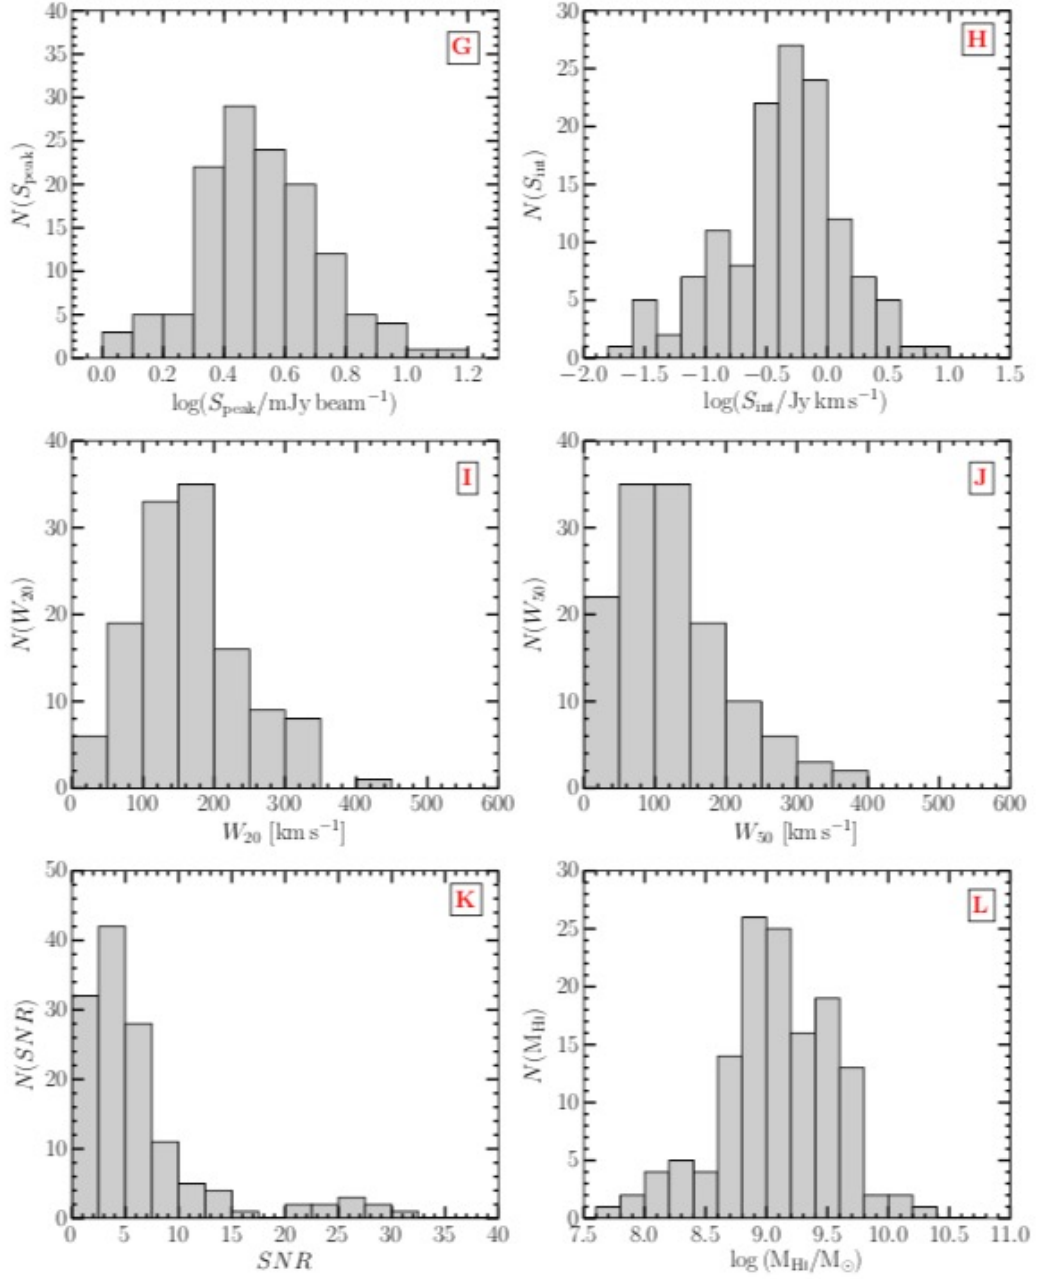 G
40
35
30
25
20
15
10
5
0
N(S_peak)
0.0 0.2 0.4 0.6 0.8 1.0 1.2
log(S_peak/mJy beam⁻¹)
H
30
25
20
15
10
5
0
N(S_int)
−2.0 −1.5 −1.0 −0.5 0.0 0.5 1.0 1.5
log(S_int/Jy km s⁻¹)
I
40
30
20
10
0
N(W₂₀)
0 100 200 300 400 500 600
W₂₀ [km s⁻¹]
J
40
30
20
10
0
N(W₅₀)
0 100 200 300 400 500 600
W₅₀ [km s⁻¹]
K
50
40
30
20
10
0
N(SNR)
0 5 10 15 20 25 30 35 40
SNR
L
30
25
20
15
10
5
0
N(M_HI)
7.5 8.0 8.5 9.0 9.5 10.0 10.5 11.0
log (M_HI/M_⊙)